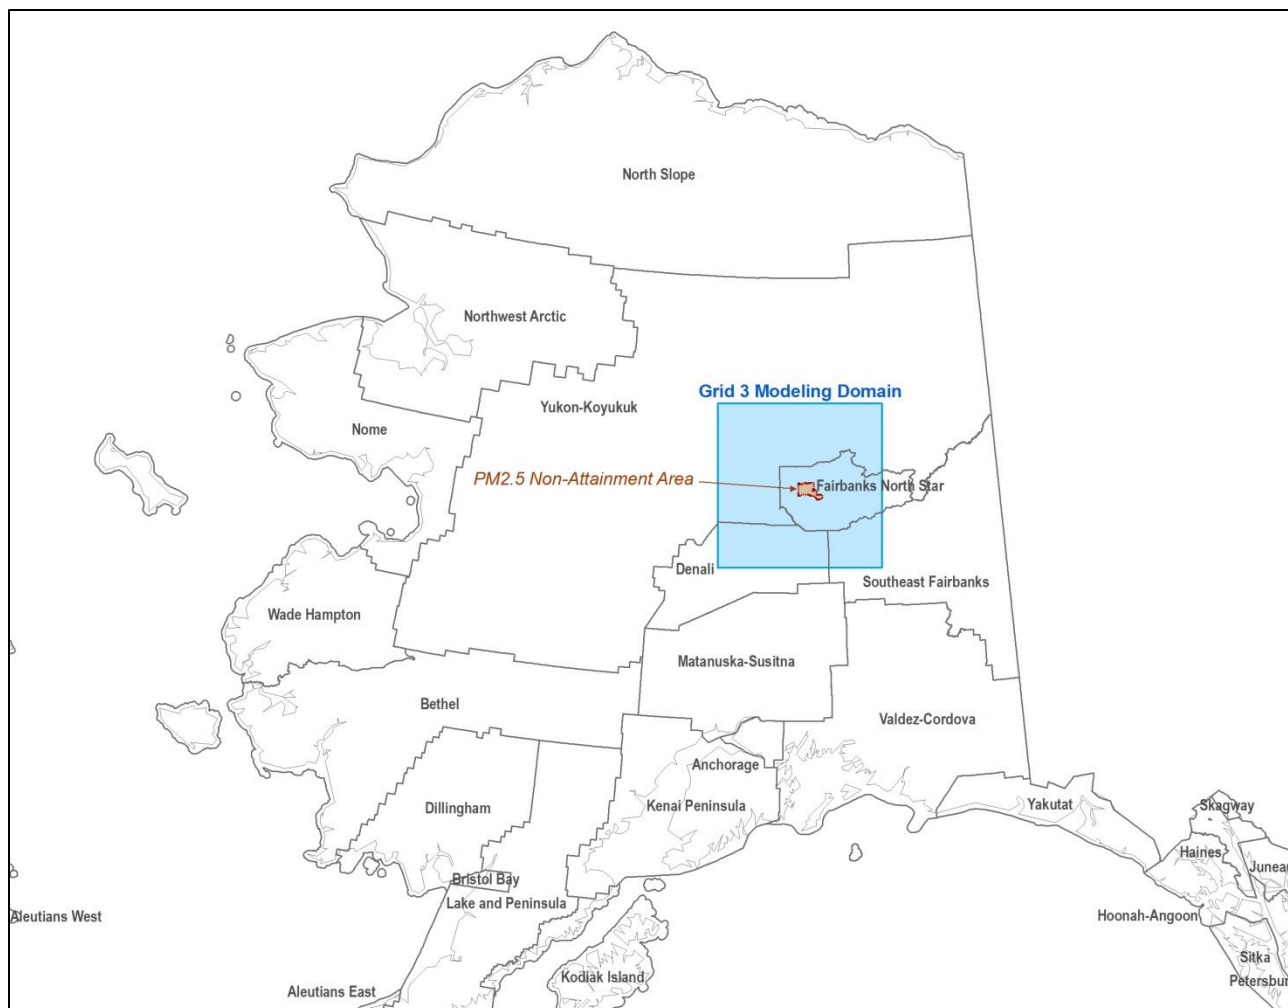 North Slope
Northwest Arctic
Grid 3 Modeling Domain
Yukon-Koyukuk
Nome
PM2.5 Non-Attainment Area
Fairbanks North Star
Denali
Southeast Fairbanks
Wade Hampton
Matanuska-Susitna
Bethel
Valdez-Cordova
Anchorage
Dillingham
Kenai Peninsula
Yakutat
Skagway
Haines
Juneau
Bristol Bay
Lake and Peninsula
Aleutians West
Hoonah-Angoon
Sitka
Kodiak Island
Petersbur
Aleutians East